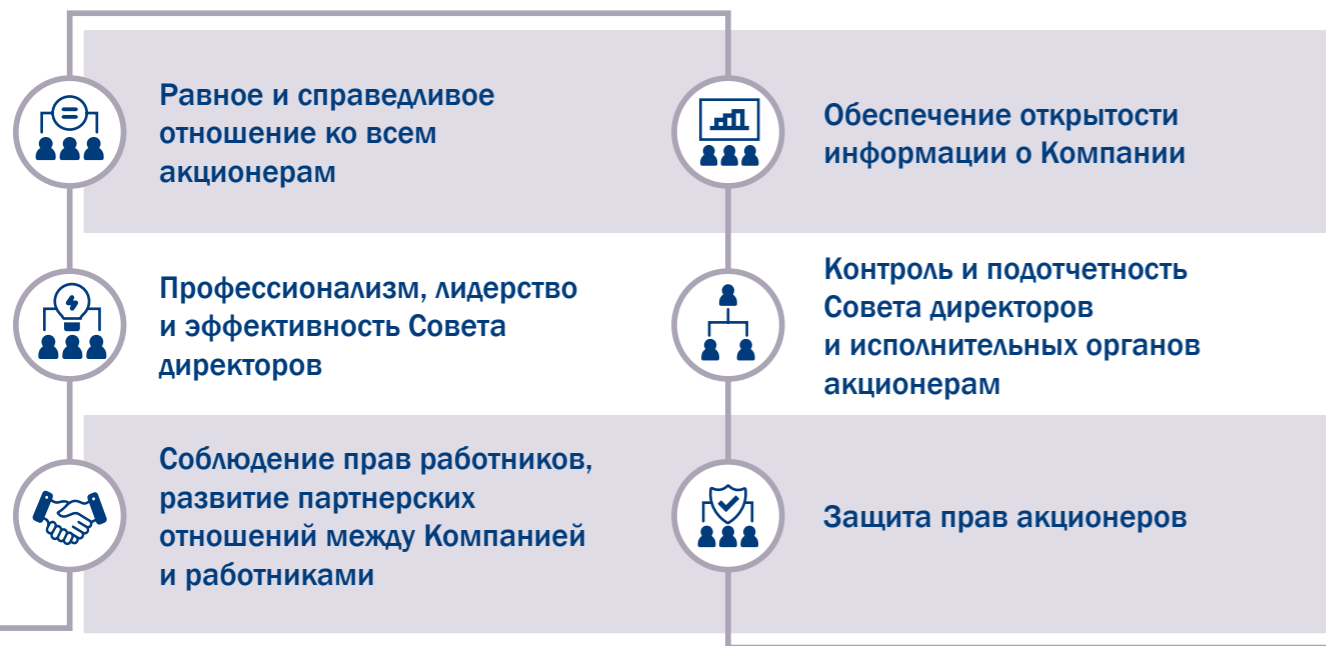 Равное и справедливое
отношение ко всем
акционерам
Обеспечение открытости
информации о Компании
Профессионализм, лидерство
и эффективность Совета
директоров
Контроль и подотчетность
Совета директоров
и исполнительных органов
акционерам
Соблюдение прав работников,
развитие партнерских
отношений между Компанией
и работниками
Защита прав акционеров